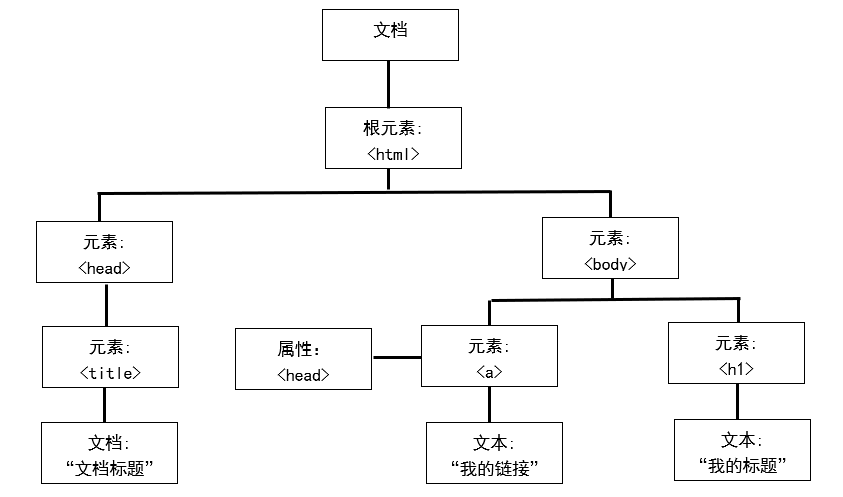 文档
根元素:
<html>
元素:
<head>
元素:
<body>
元素:
<title>
属性:
<head>
元素:
<a>
元素:
<h1>
文档:
“文档标题”
文本:
“我的链接”
文本:
“我的标题”